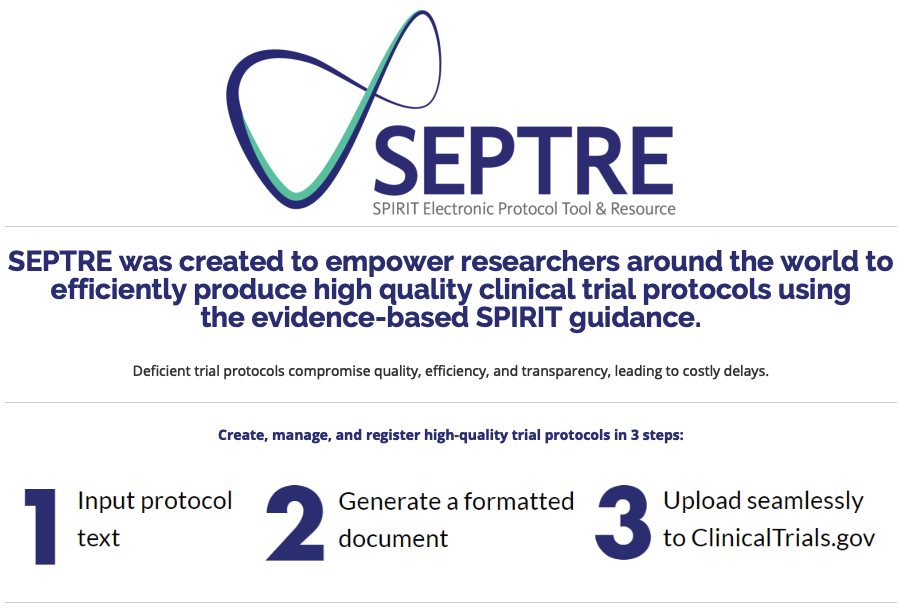 SEPTRE
SPIRIT Electronic Protocol Tool & Resource
SEPTRE was created to empower researchers around the world to
efficiently produce high quality clinical trial protocols using
the evidence-based SPIRIT guidance.
Deficient trial protocols compromise quality, efficiency, and transparency, leading to costly delays.
Create, manage, and register high-quality trial protocols in 3 steps:
1 Input protocol
text
2 Generate a formatted
document
3 Upload seamlessly
to ClinicalTrials.gov